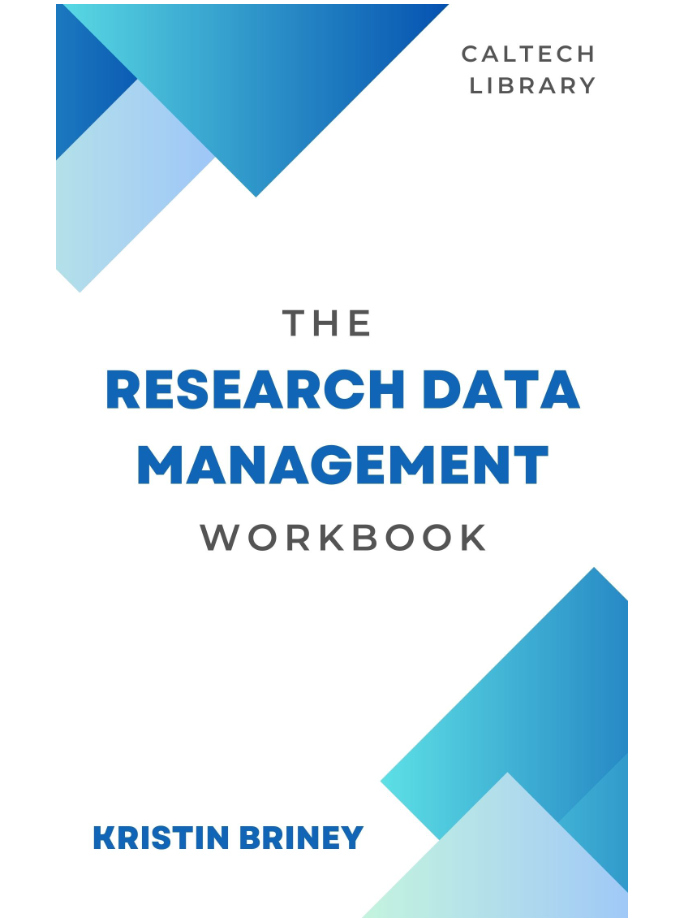 CALTECH
LIBRARY
THE
RESEARCH DATA
MANAGEMENT
WORKBOOK
KRISTIN BRINEY